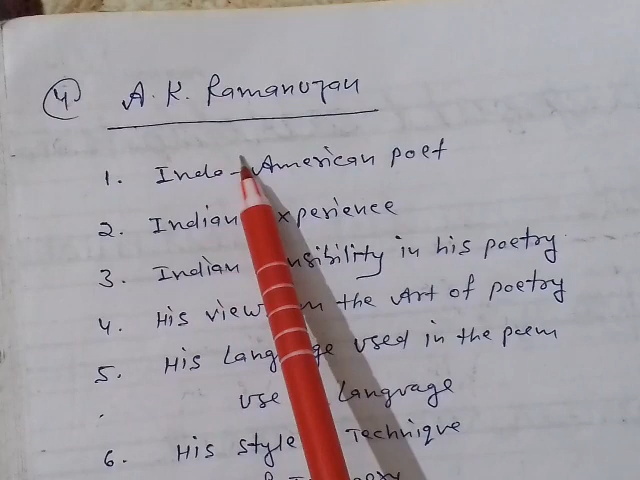 4) A. K. Ramanujan
1. Indo-American poet
2. Indian xperience
3. Indian nsibility in his poetry
4. His view on the Art of poetry
5. His Lang ge used in the poem
use Language
6. His style Technique